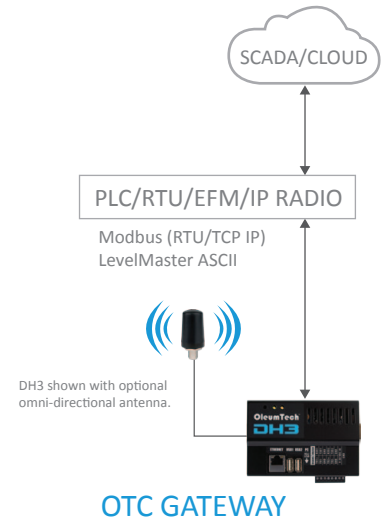 SCADA/CLOUD
PLC/RTU/EFM/IP RADIO
Modbus (RTU/TCP IP)
LevelMaster ASCII
DH3 shown with optional
omni-directional antenna.
OleumTech
DH3
ETHERNET
OTC GATEWAY